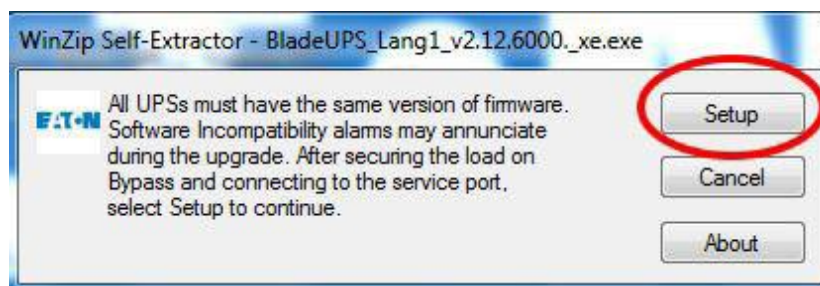 WinZip Self-Extractor - BladeUPS_Lang1_v2.12.6000._xe.exe
EATON
All UPSs must have the same version of firmware.
Software Incompatibility alarms may annunciate
during the upgrade. After securing the load on
Bypass and connecting to the service port,
select Setup to continue.
Setup
Cancel
About